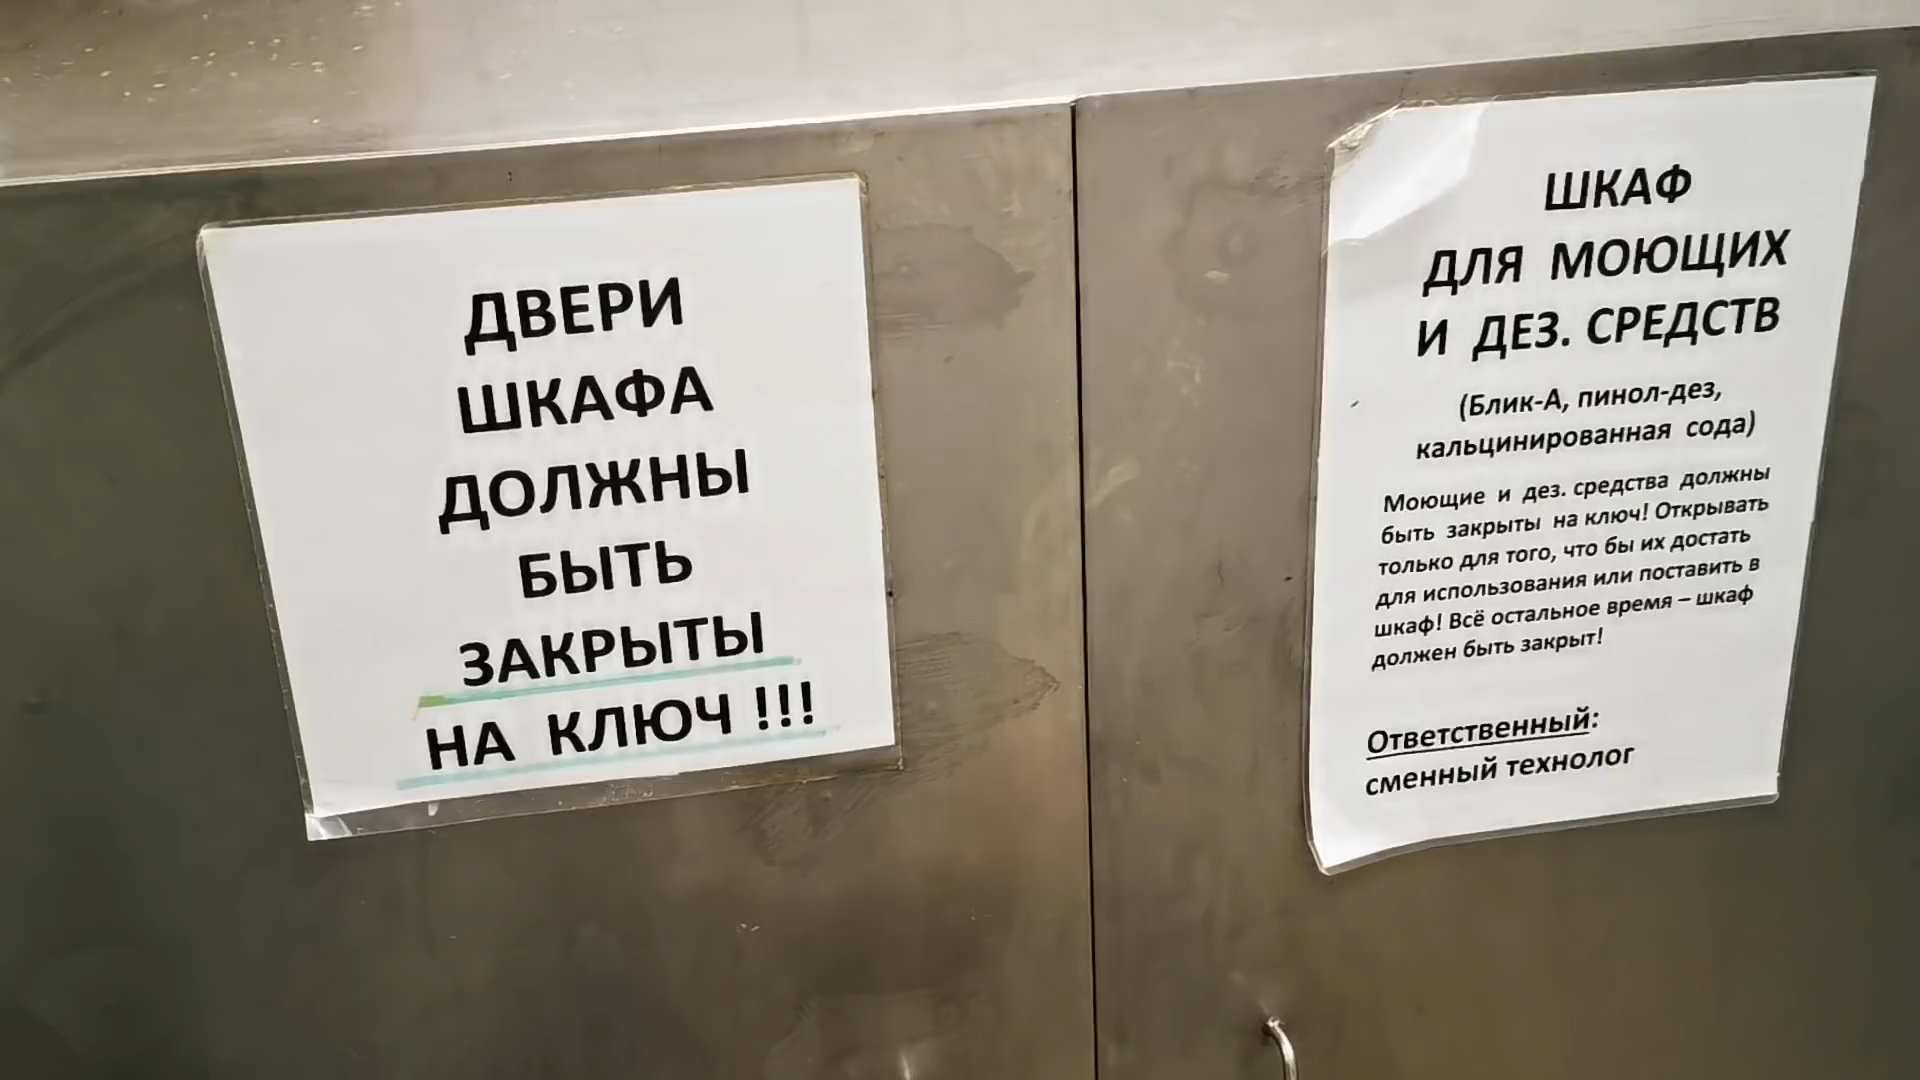 ДВЕРИ
ШКАФА
ДОЛЖНЫ
БЫТЬ
ЗАКРЫТЫ
НА КЛЮЧ !!!
ШКАФ
ДЛЯ МОЮЩИХ
И ДЕЗ. СРЕДСТВ
(Блик-А, пинол-дез,
кальцинированная сода)
Моющие и дез. средства должны
быть закрыты на ключ! Открывать
только для того, что бы их достать
для использования или поставить в
шкаф! Всё остальное время – шкаф
должен быть закрыт!
Ответственный:
сменный технолог